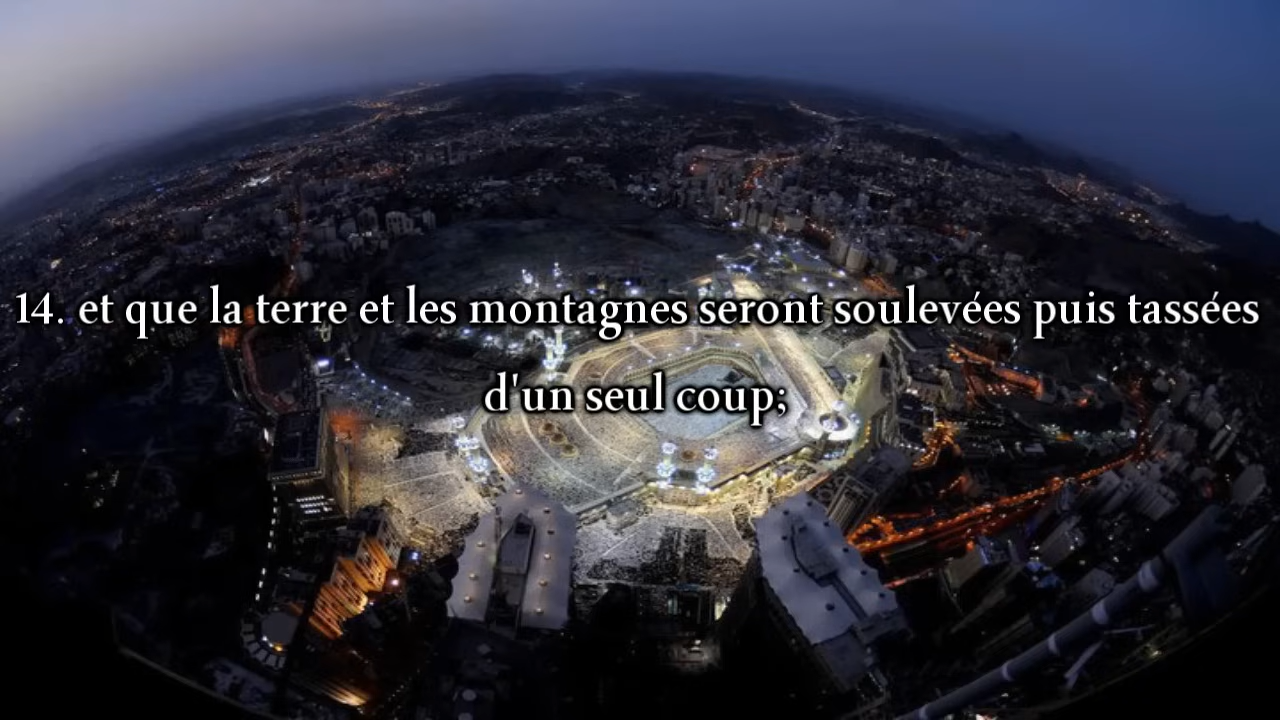 14. et que la terre et les montagnes seront soulevées puis tassées
d'un seul coup;